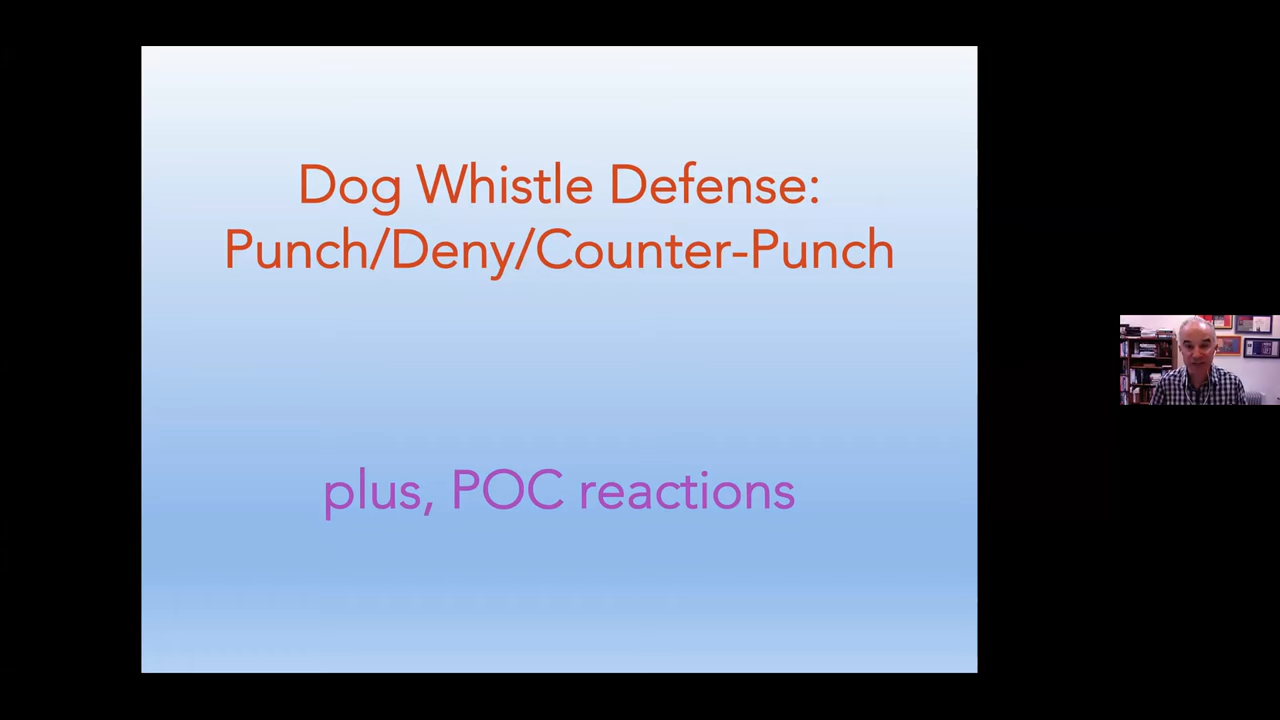 Dog Whistle Defense:
Punch/Deny/Counter-Punch
plus, POC reactions